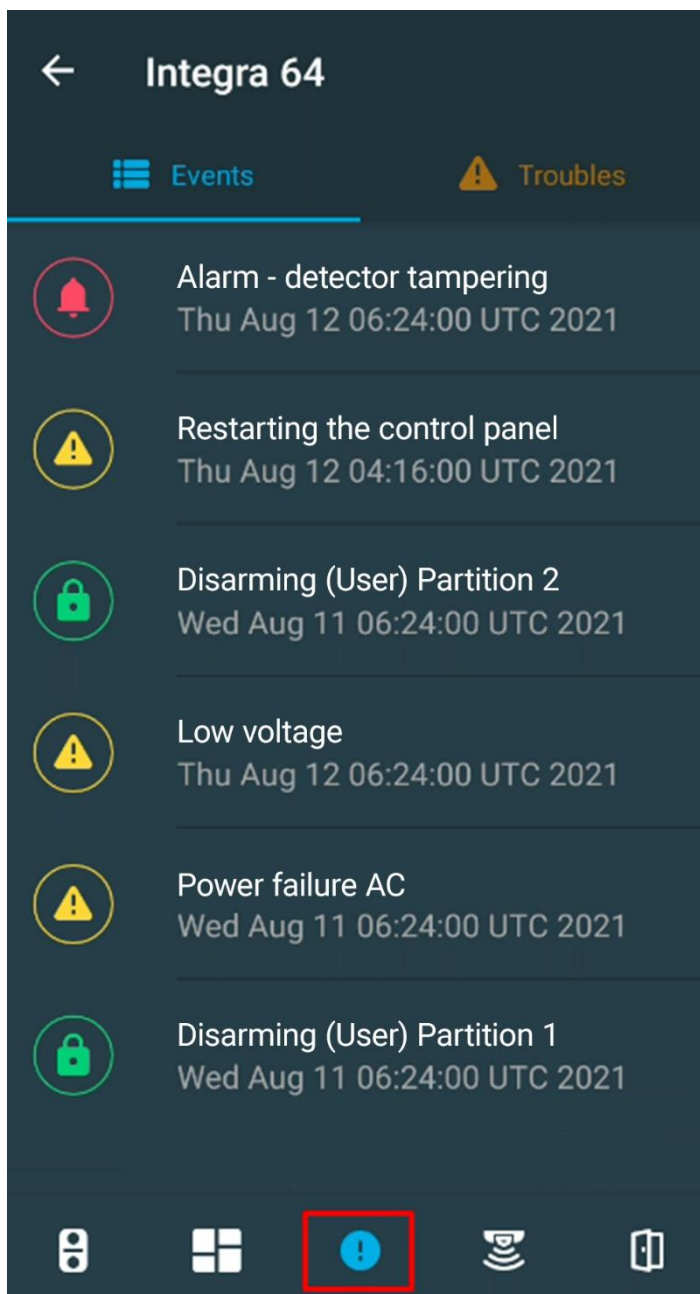 Integra 64
Events
Troubles
Alarm - detector tampering
Thu Aug 12 06:24:00 UTC 2021
Restarting the control panel
Thu Aug 12 04:16:00 UTC 2021
Disarming (User) Partition 2
Wed Aug 11 06:24:00 UTC 2021
Low voltage
Thu Aug 12 06:24:00 UTC 2021
Power failure AC
Wed Aug 11 06:24:00 UTC 2021
Disarming (User) Partition 1
Wed Aug 11 06:24:00 UTC 2021